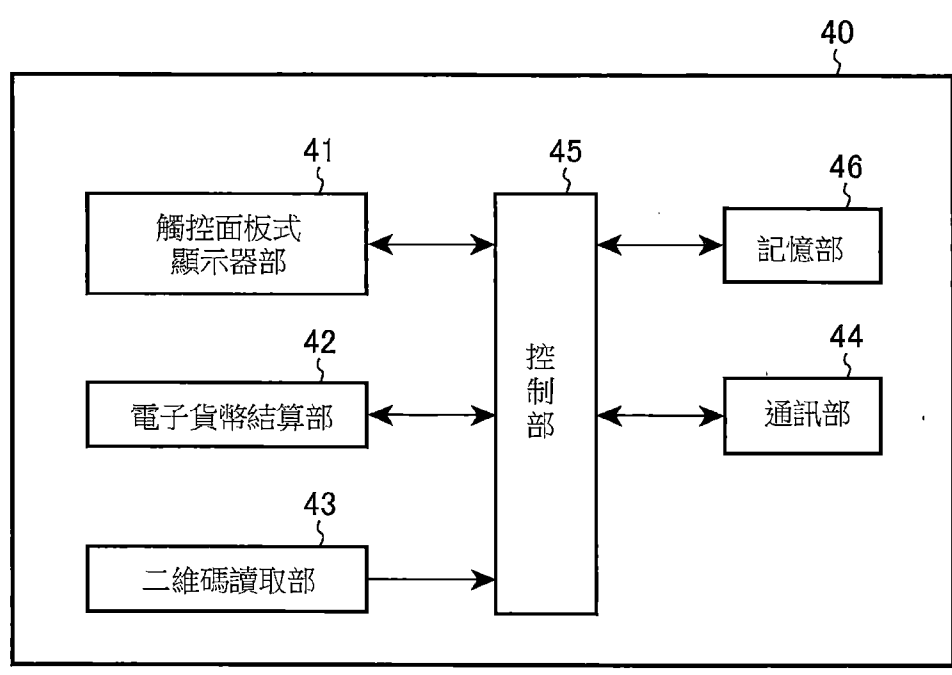 40
41
觸控面板式
顯示器部
42
電子貨幣結算部
43
二維碼讀取部
45
控制部
46
記憶部
44
通訊部